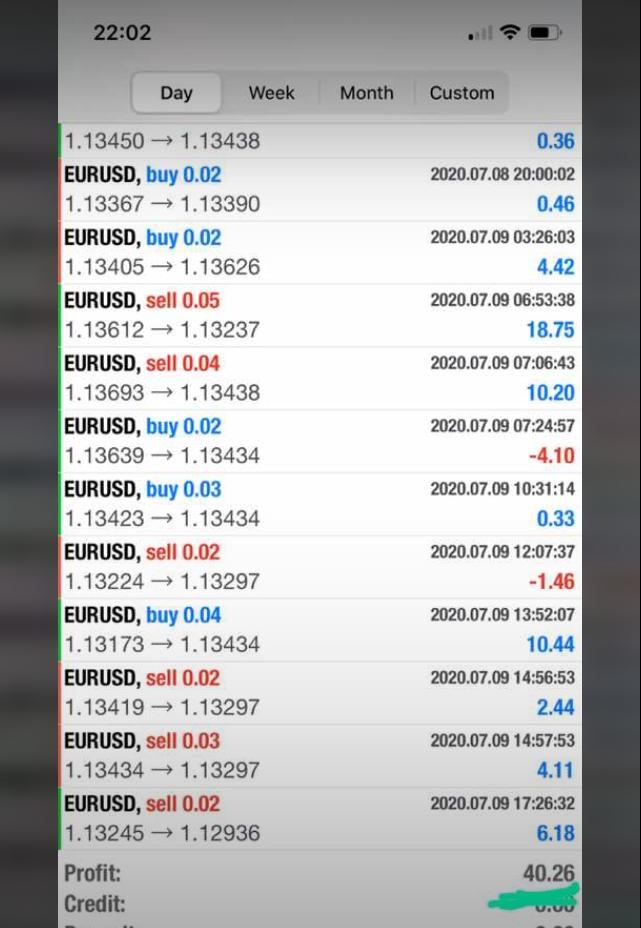 22:02
Day Week Month Custom
1.13450 → 1.13438 0.36
EURUSD, buy 0.02 2020.07.08 20:00:02
1.13367 → 1.13390 0.46
EURUSD, buy 0.02 2020.07.09 03:26:03
1.13405 → 1.13626 4.42
EURUSD, sell 0.05 2020.07.09 06:53:38
1.13612 → 1.13237 18.75
EURUSD, sell 0.04 2020.07.09 07:06:43
1.13693 → 1.13438 10.20
EURUSD, buy 0.02 2020.07.09 07:24:57
1.13639 → 1.13434 -4.10
EURUSD, buy 0.03 2020.07.09 10:31:14
1.13423 → 1.13434 0.33
EURUSD, sell 0.02 2020.07.09 12:07:37
1.13224 → 1.13297 -1.46
EURUSD, buy 0.04 2020.07.09 13:52:07
1.13173 → 1.13434 10.44
EURUSD, sell 0.02 2020.07.09 14:56:53
1.13419 → 1.13297 2.44
EURUSD, sell 0.03 2020.07.09 14:57:53
1.13434 → 1.13297 4.11
EURUSD, sell 0.02 2020.07.09 17:26:32
1.13245 → 1.12936 6.18
Profit: 40.26
Credit: